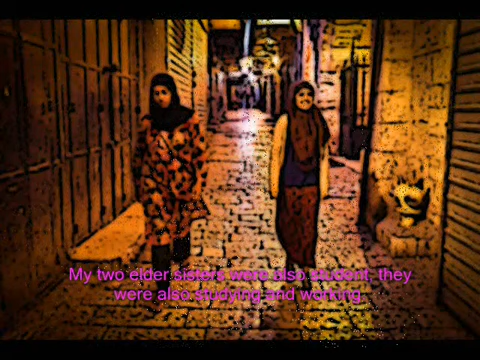 My two elder sisters were also student, they
were also studying and working.